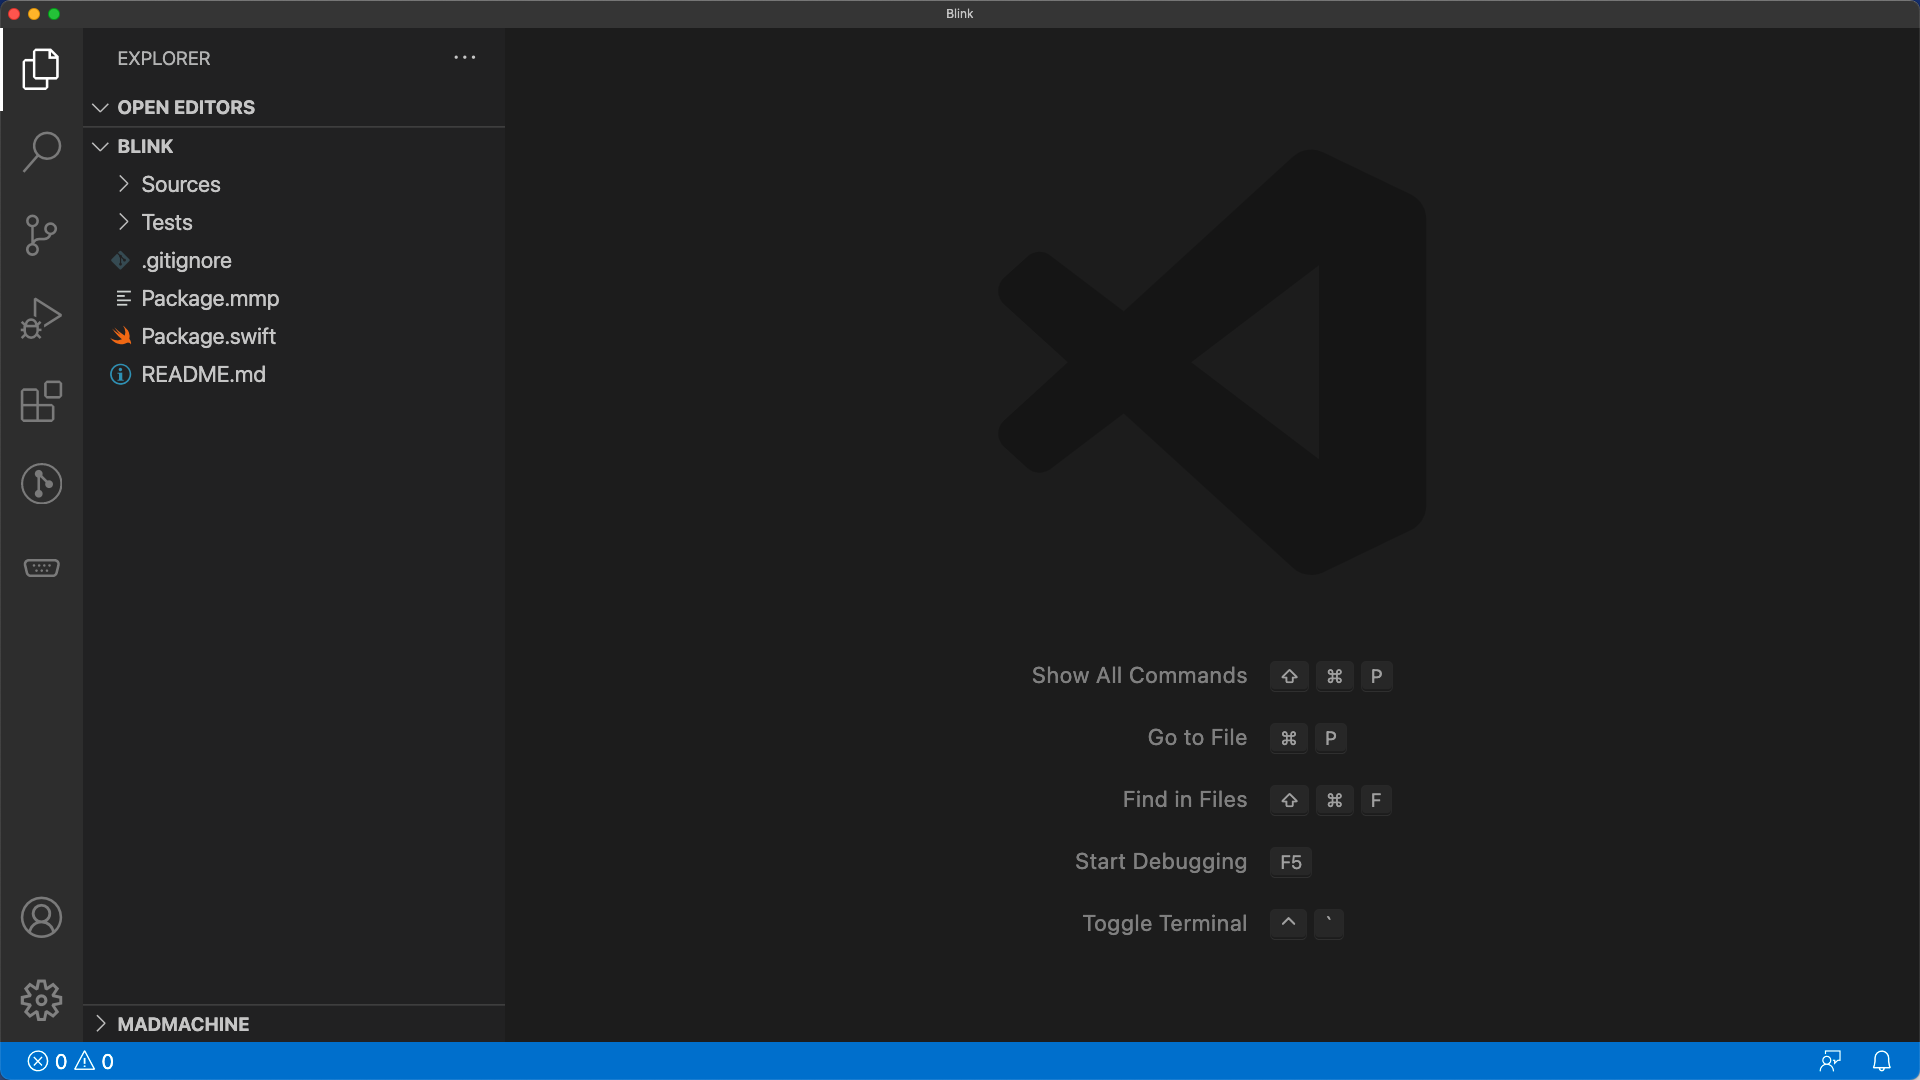 Blink
EXPLORER
OPEN EDITORS
BLINK
Sources
Tests
.gitignore
Package.mmp
Package.swift
README.md
MADMACHINE
Show All Commands ⇧ ⌘ P
Go to File ⌘ P
Find in Files ⇧ ⌘ F
Start Debugging F5
Toggle Terminal ^ `
0 0